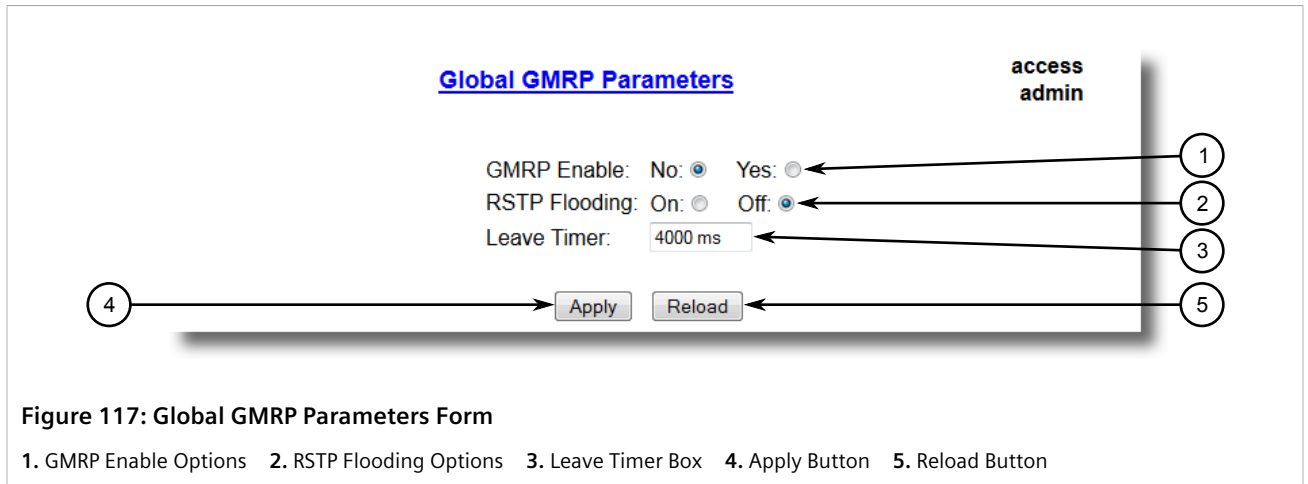 Global GMRP Parameters
access
admin
GMRP Enable: No: Yes:
1
RSTP Flooding: On: Off:
2
Leave Timer: 4000 ms
3
4
Apply Reload
5
Figure 117: Global GMRP Parameters Form
1. GMRP Enable Options 2. RSTP Flooding Options 3. Leave Timer Box 4. Apply Button 5. Reload Button